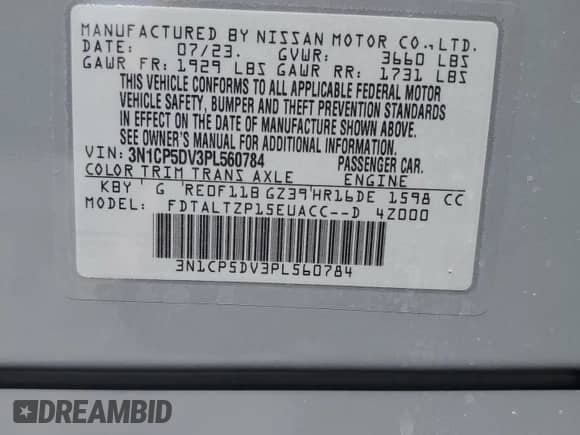 MANUFACTURED BY NISSAN MOTOR CO.,LTD.
DATE: 07/23. GVWR: 3660 LBS
GAWR FR: 1929 LBS GAWR RR: 1731 LBS
THIS VEHICLE CONFORMS TO ALL APPLICABLE FEDERAL MOTOR
VEHICLE SAFETY, BUMPER AND THEFT PREVENTION STANDARDS
IN EFFECT ON THE DATE OF MANUFACTURE SHOWN ABOVE.
SEE OWNER'S MANUAL FOR ADDITIONAL INFORMATION.
VIN: 3N1CP5DV3PL560784 PASSENGER CAR.
COLOR TRIM TRANS AXLE ENGINE
KBY ' G 'RE0F11B GZ39'HR16DE 1598 CC
MODEL: FDTALTZP15EUACC--D 4Z000
3N1CP5DV3PL560784
DREAMBID